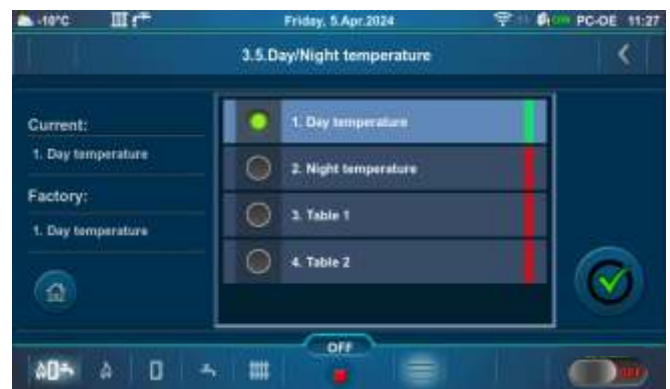 -10°C Friday, 5.Apr.2024 PC-OE 11:27
3.5.Day/Night temperature
Current:
1. Day temperature
Factory:
1. Day temperature
1. Day temperature
2. Night temperature
3. Table 1
4. Table 2
OFF
OFF